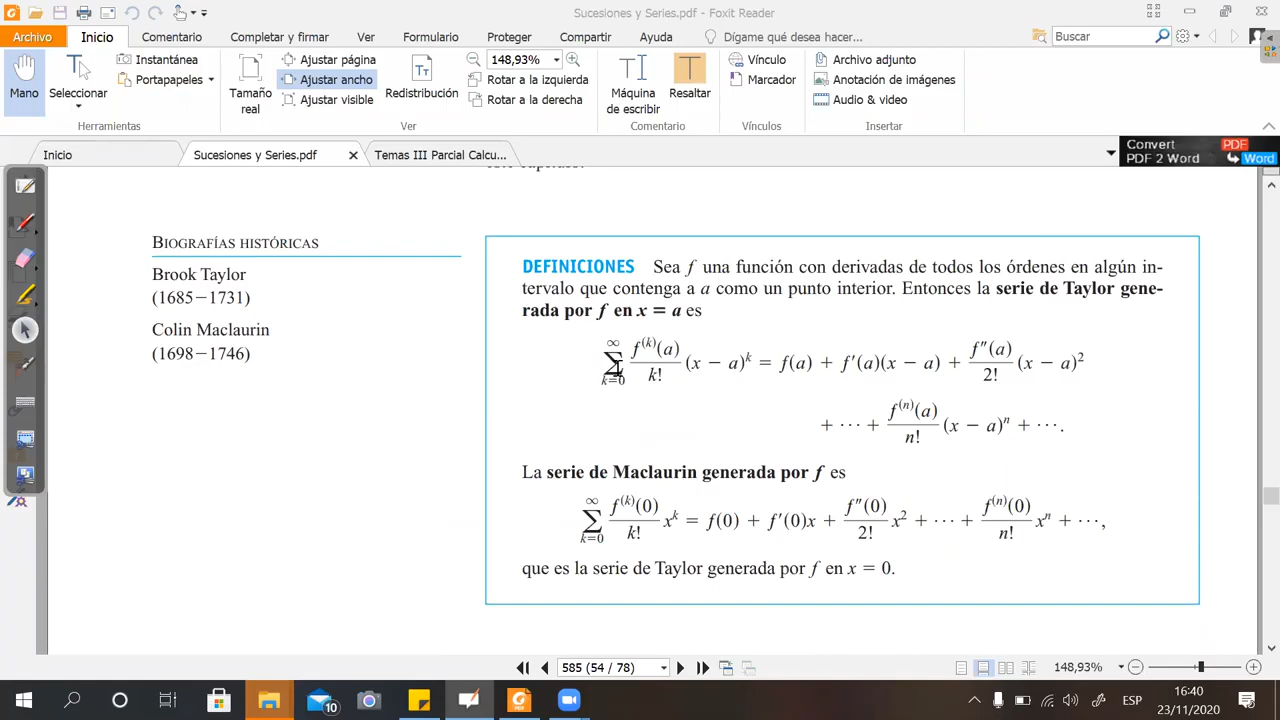 Sucesiones y Series.pdf - Foxit Reader
Archivo Inicio Comentario Completar y firmar Ver Formulario Proteger Compartir Ayuda Dígame qué desea hacer... Buscar
Mano
Seleccionar
Instantánea
Portapapeles
Herramientas
Tamaño real
Ajustar página
Ajustar ancho
Ajustar visible
Redistribución
148,93%
Rotar a la izquierda
Rotar a la derecha
Ver
Máquina de escribir
Resaltar
Comentario
Vínculo
Marcador
Vínculos
Archivo adjunto
Anotación de imágenes
Audio & video
Insertar
Inicio Sucesiones y Series.pdf Temas III Parcial Calcu...
Convert PDF
PDF 2 Word Word
BIOGRAFÍAS HISTÓRICAS
Brook Taylor
(1685−1731)
Colin Maclaurin
(1698−1746)
DEFINICIONES Sea f una función con derivadas de todos los órdenes en algún in-
tervalo que contenga a a como un punto interior. Entonces la serie de Taylor gene-
rada por f en x = a es
∑_{k=0}^{∞} f^{(k)}(a)/k! (x − a)^k = f(a) + f′(a)(x − a) + f″(a)/2! (x − a)^2
+ ··· + f^{(n)}(a)/n! (x − a)^n + ···.
La serie de Maclaurin generada por f es
∑_{k=0}^{∞} f^{(k)}(0)/k! x^k = f(0) + f′(0)x + f″(0)/2! x^2 + ··· + f^{(n)}(0)/n! x^n + ···,
que es la serie de Taylor generada por f en x = 0.
585 (54 / 78) 148,93%
10 ESP 16:40
23/11/2020